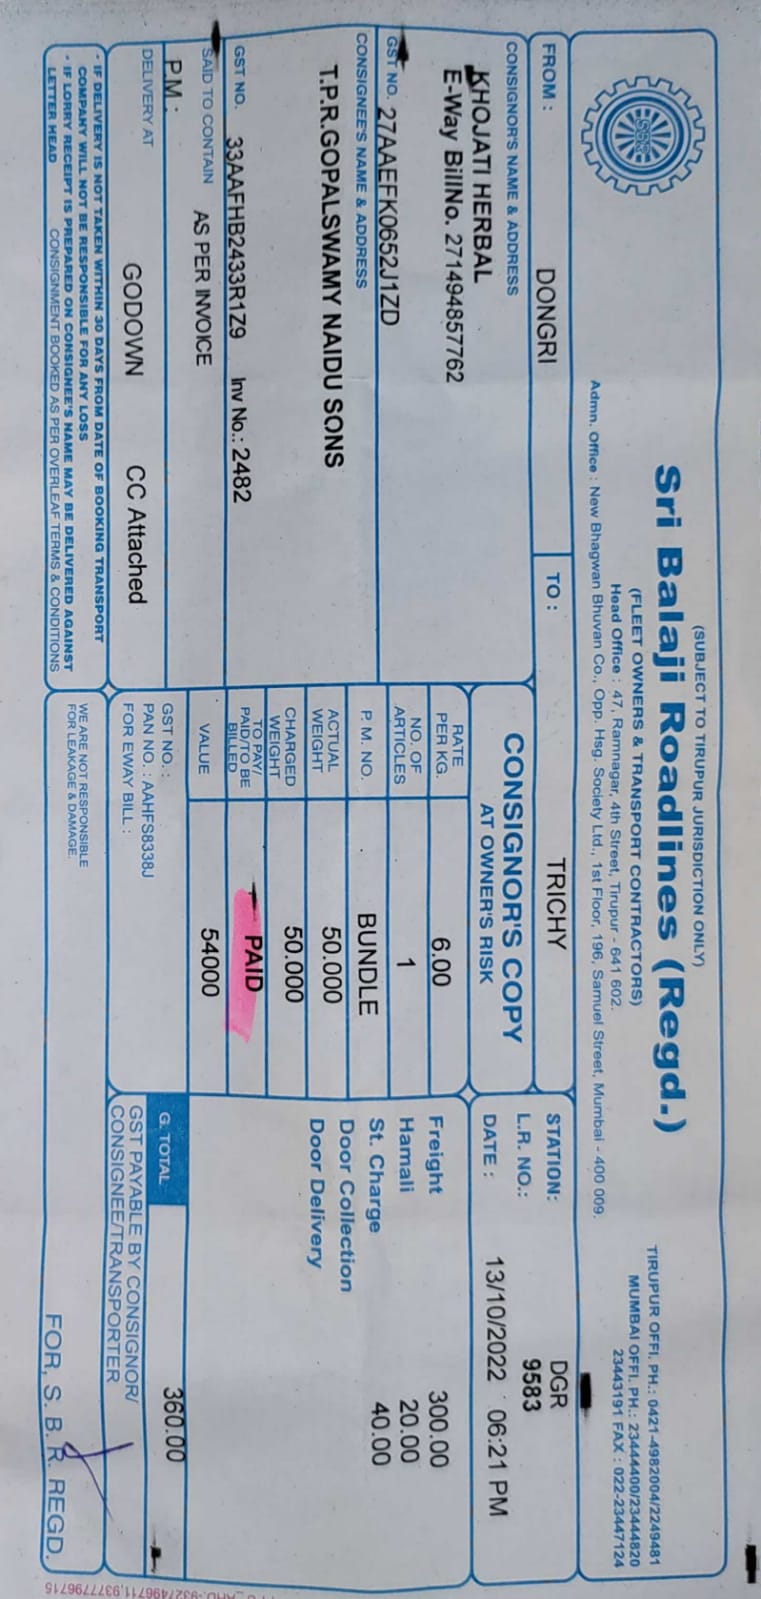 (SUBJECT TO TIRUPUR JURISDICTION ONLY)
Sri Balaji Roadlines (Regd.)
(FLEET OWNERS & TRANSPORT CONTRACTORS)
Head Office : 47, Ramnagar, 4th Street, Tirupur - 641 602.
Admn. Office : New Bhagwan Bhuvan Co., Opp. Hsg. Society Ltd., 1st Floor, 196, Samuel Street, Mumbai - 400 009.
TIRUPUR OFFI. PH.: 0421-4982004/2249481
MUMBAI OFFI. PH.: 23444400/23444820
23443191 FAX : 022-23447124
SBR
FROM : DONGRI
TO : TRICHY
STATION: DGR
L.R. NO.: 9583
DATE : 13/10/2022 06:21 PM
CONSIGNOR'S NAME & ADDRESS
KHOJATI HERBAL
E-Way BillNo. 271494857762
GST NO. 27AAEFK0652J1ZD
CONSIGNEE'S NAME & ADDRESS
T.P.R.GOPALSWAMY NAIDU SONS
GST NO. 33AAFHB2433R1Z9 Inv No.: 2482
SAID TO CONTAIN AS PER INVOICE
P.M. :
DELIVERY AT GODOWN CC Attached
CONSIGNOR'S COPY
AT OWNER'S RISK
RATE PER KG. 6.00
NO. OF ARTICLES 1
P. M. NO. BUNDLE
ACTUAL WEIGHT 50.000
CHARGED WEIGHT 50.000
TO PAY/ PAID/TO BE BILLED PAID
VALUE 54000
GST NO. :
PAN NO. : AAHFS8338J
FOR EWAY BILL :
Freight 300.00
Hamali 20.00
St. Charge 40.00
Door Collection
Door Delivery
G. TOTAL 360.00
GST PAYABLE BY CONSIGNOR/
CONSIGNEE/TRANSPORTER
- IF DELIVERY IS NOT TAKEN WITHIN 30 DAYS FROM DATE OF BOOKING TRANSPORT
COMPANY WILL NOT BE RESPONSIBLE FOR ANY LOSS
- IF LORRY RECEIPT IS PREPARED ON CONSIGNEE'S NAME MAY BE DELIVERED AGAINST
LETTER HEAD CONSIGNMENT BOOKED AS PER OVERLEAF TERMS & CONDITIONS
WE ARE NOT RESPONSIBLE
FOR LEAKAGE & DAMAGE.
FOR, S. B. R. REGD.